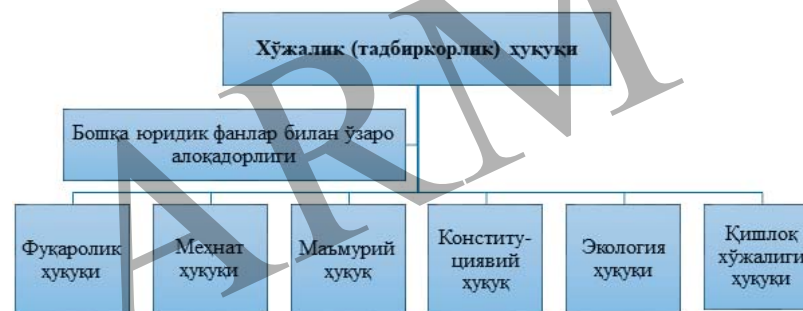 Хўжалик (тадбиркорлик) ҳуқуқи
Бошқа юридик фанлар билан ўзаро
алоқадорлиги
Фуқаролик
ҳуқуқи
Меҳнат
ҳуқуқи
Маъмурий
ҳуқуқ
Конститу-
циявий
ҳуқуқ
Экология
ҳуқуқи
Қишлоқ
хўжалиги
ҳуқуқи
ARM